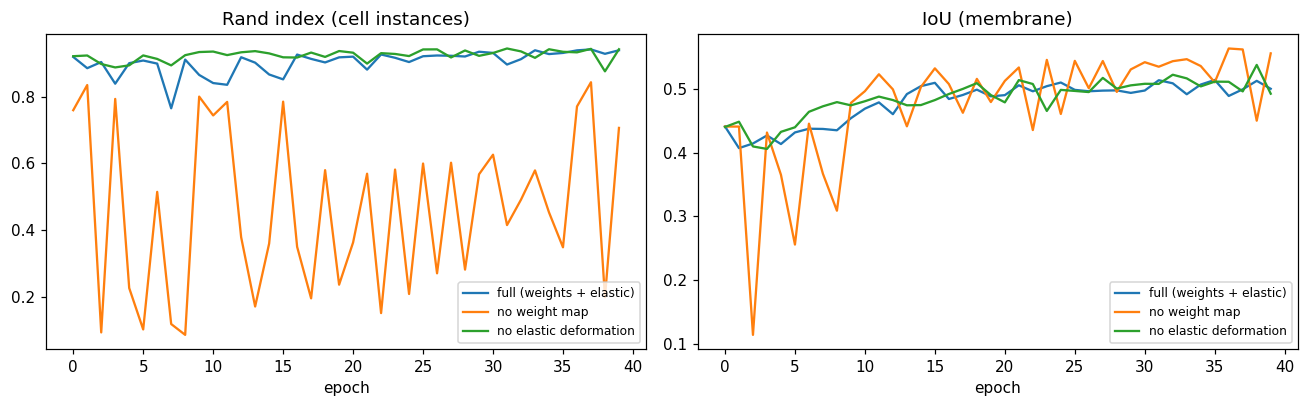 Rand index (cell instances)
0.8
0.6
0.4
0.2
0 5 10 15 20 25 30 35 40
epoch
full (weights + elastic)
no weight map
no elastic deformation
IoU (membrane)
0.5
0.4
0.3
0.2
0.1
0 5 10 15 20 25 30 35 40
epoch
full (weights + elastic)
no weight map
no elastic deformation